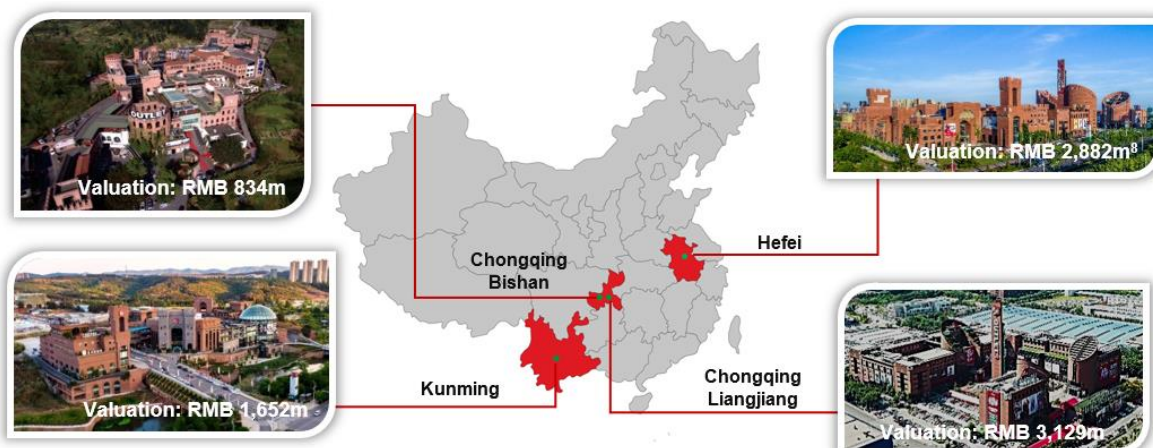 OUTLET
Valuation: RMB 834m
Valuation: RMB 2,882m⁸
Chongqing
Bishan
Hefei
Valuation: RMB 1,652m
Kunming
Chongqing
Liangjiang
Valuation: RMB 3,129m